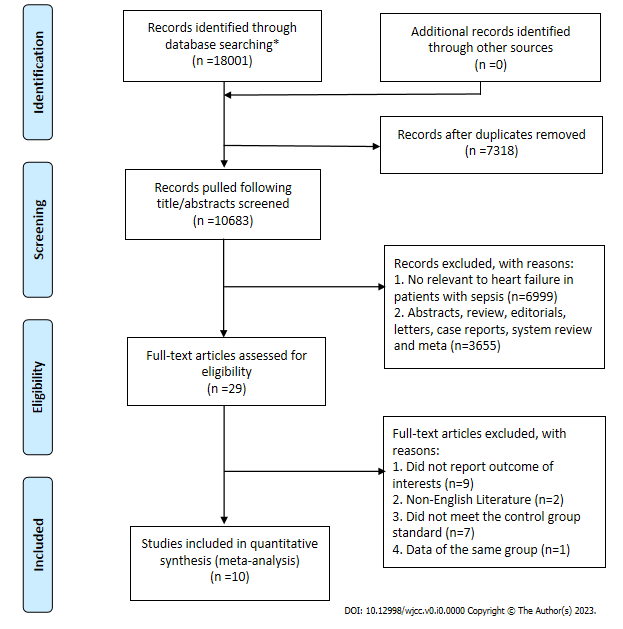 Identification
Records identified through
database searching*
(n =18001)
Additional records identified
through other sources
(n =0)
Records after duplicates removed
(n =7318)
Screening
Records pulled following
title/abstracts screened
(n =10683)
Records excluded, with reasons:
1. No relevant to heart failure in
patients with sepsis (n=6999)
2. Abstracts, review, editorials,
letters, case reports, system review
and meta (n=3655)
Eligibility
Full-text articles assessed for
eligibility
(n =29)
Full-text articles excluded, with
reasons:
1. Did not report outcome of
interests (n=9)
2. Non-English Literature (n=2)
3. Did not meet the control group
standard (n=7)
4. Data of the same group (n=1)
Included
Studies included in quantitative
synthesis (meta-analysis)
(n =10)
DOI: 10.12998/wjcc.v0.i0.0000 Copyright © The Author(s) 2023.